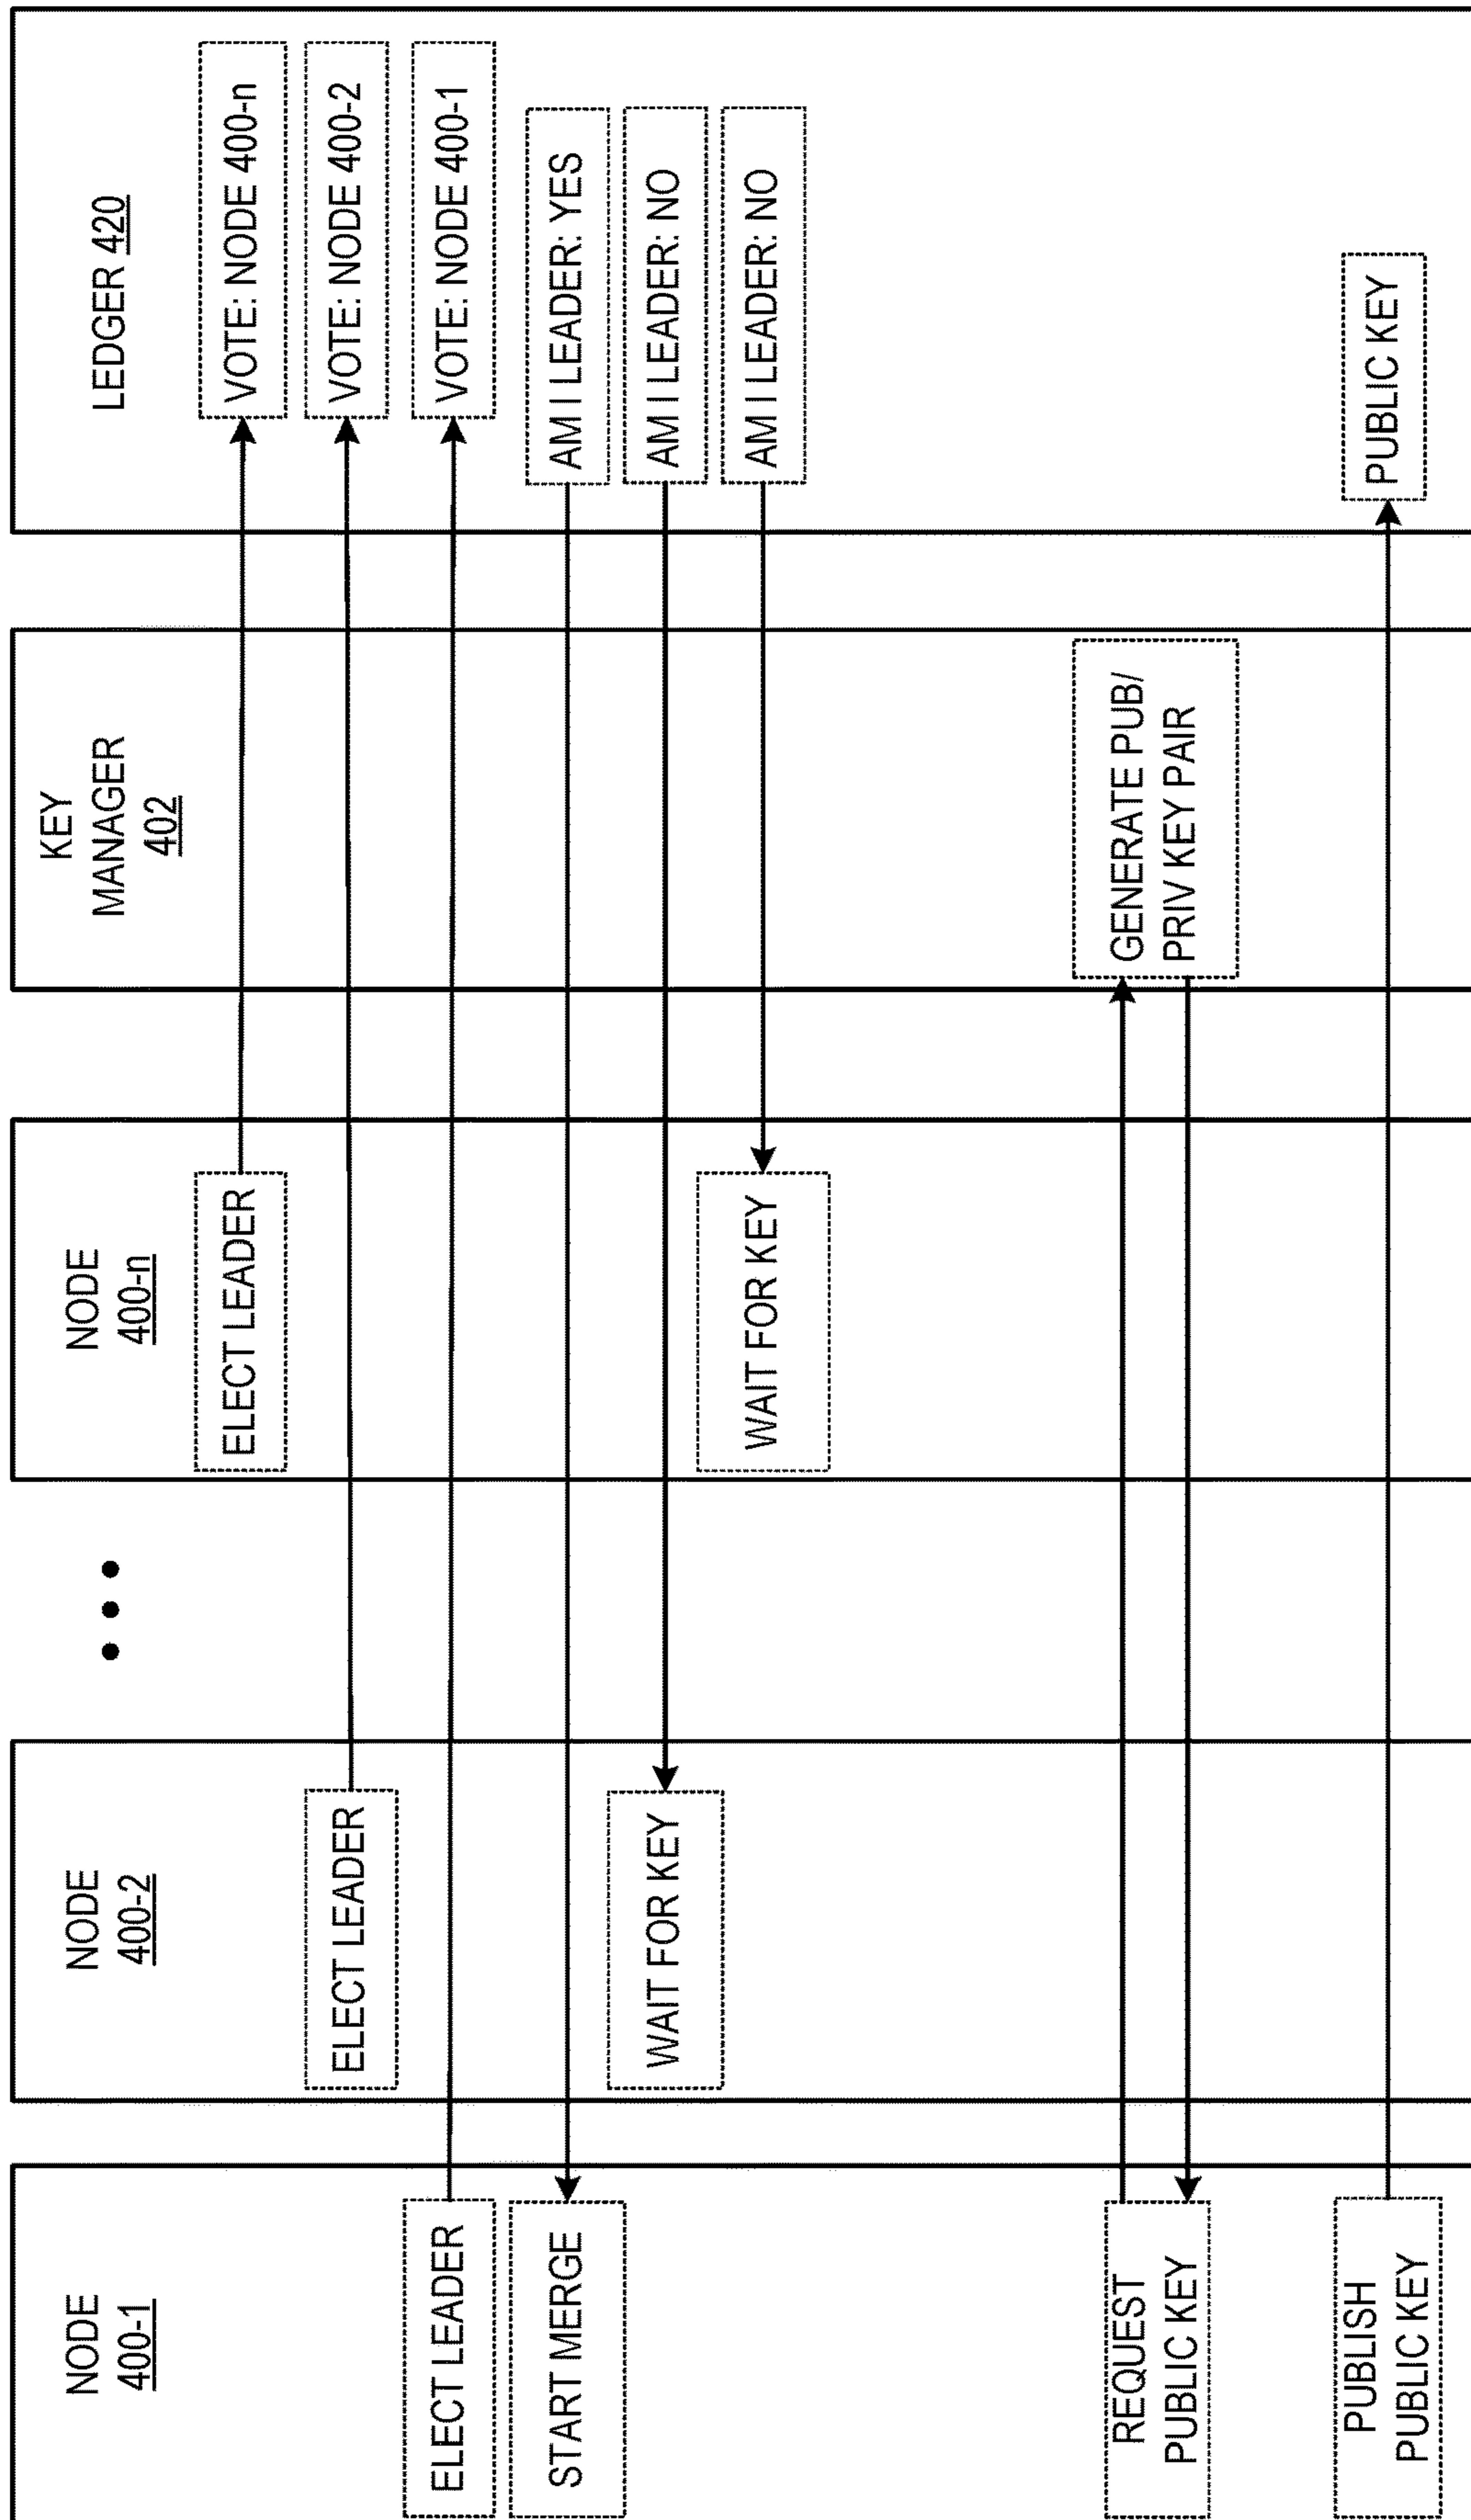 NODE
400-1
NODE
400-2
NODE
400-n
KEY
MANAGER
402
LEDGER 420
ELECT LEADER
VOTE: NODE 400-n
ELECT LEADER
VOTE: NODE 400-2
ELECT LEADER
VOTE: NODE 400-1
START MERGE
AM I LEADER: YES
WAIT FOR KEY
AM I LEADER: NO
WAIT FOR KEY
AM I LEADER: NO
REQUEST
PUBLIC KEY
GENERATE PUB/
PRIV KEY PAIR
PUBLISH
PUBLIC KEY
PUBLIC KEY